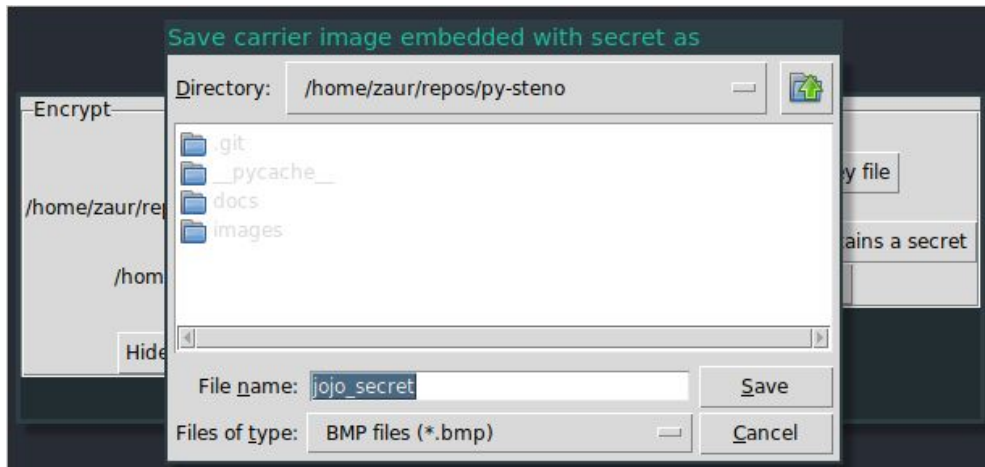 Save carrier image embedded with secret as
Directory: /home/zaur/repos/py-steno
Encrypt
.git
__pycache__
docs
images
y file
/home/zaur/rep
ains a secret
/hom
Hide
File name: jojo_secret Save
Files of type: BMP files (*.bmp) Cancel